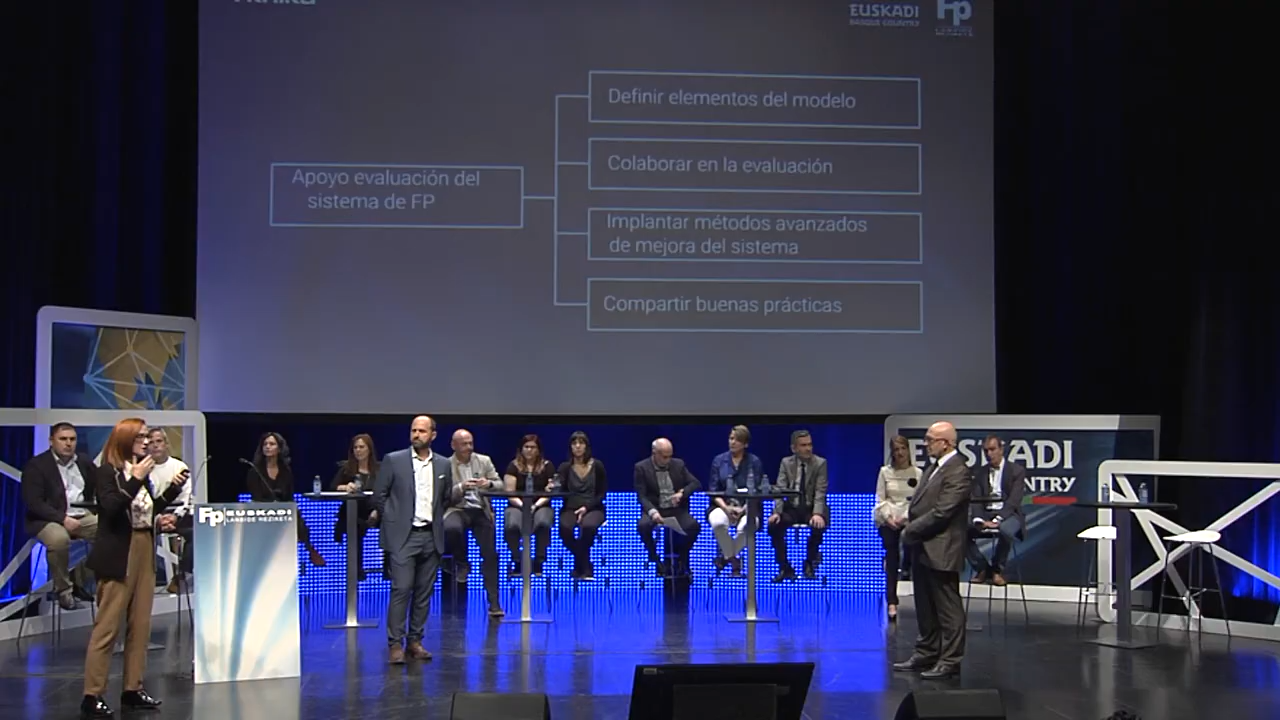 EUSKADI
BASQUE COUNTRY
Fp
Definir elementos del modelo
Colaborar en la evaluación
Apoyo evaluación del
sistema de FP
Implantar métodos avanzados
de mejora del sistema
Compartir buenas prácticas
Fp EUSKADI
LANBIDE HEZIKETA